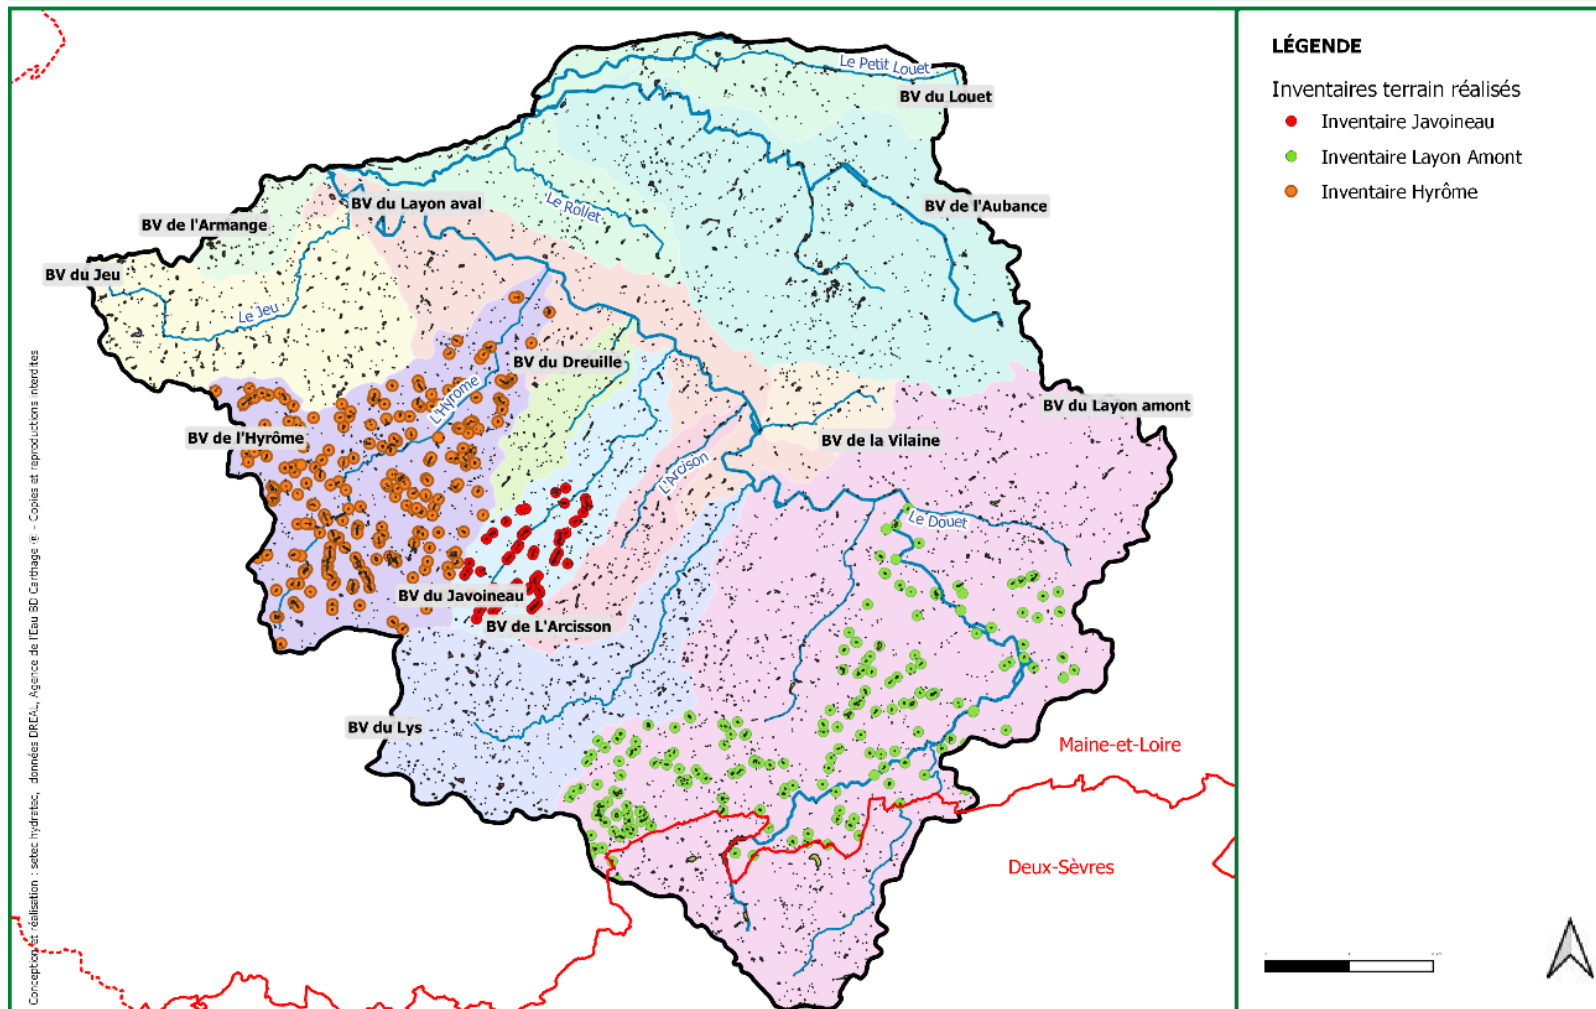 LÉGENDE
Inventaires terrain réalisés
Inventaire Javoineau
Inventaire Layon Amont
Inventaire Hyrôme
Le Petit Louet
BV du Louet
BV de l'Aubance
Le Rollet
BV du Layon aval
BV de l'Armange
BV du Jeu
Le Jeu
BV du Dreuille
L'Hyrome
BV du Layon amont
BV de l'Hyrôme
BV de la Vilaine
L'Arcison
Le Douet
BV du Javoineau
BV de L'Arcisson
BV du Lys
Maine-et-Loire
Deux-Sèvres
Conception et réalisation : setec hydratec, données DREAL, Agence de l'Eau BD Carthage ® - Copies et reproductions interdites